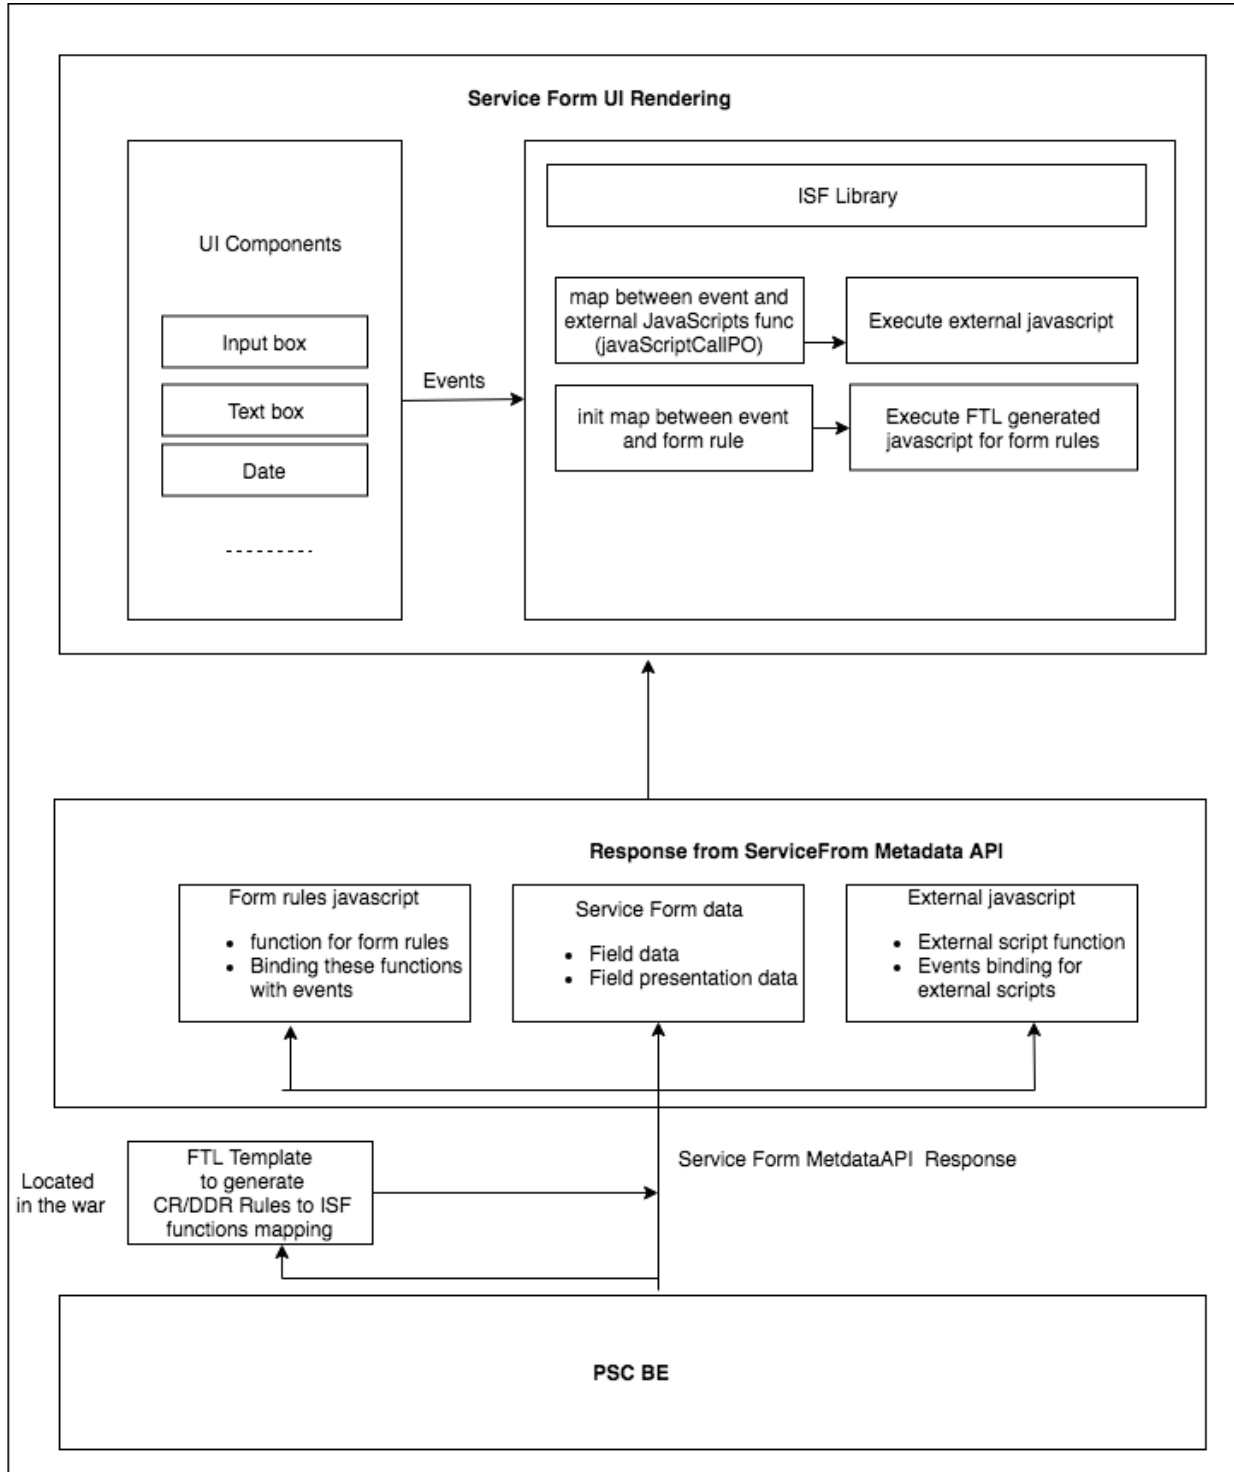 Service Form UI Rendering
UI Components
Input box
Text box
Date
Events
ISF Library
map between event and
external JavaScripts func
(javaScriptCallPO)
Execute external javascript
init map between event
and form rule
Execute FTL generated
javascript for form rules
Response from ServiceFrom Metadata API
Form rules javascript
• function for form rules
• Binding these functions
with events
Service Form data
• Field data
• Field presentation data
External javascript
• External script function
• Events binding for
external scripts
Located
in the war
FTL Template
to generate
CR/DDR Rules to ISF
functions mapping
Service Form MetdataAPI Response
PSC BE